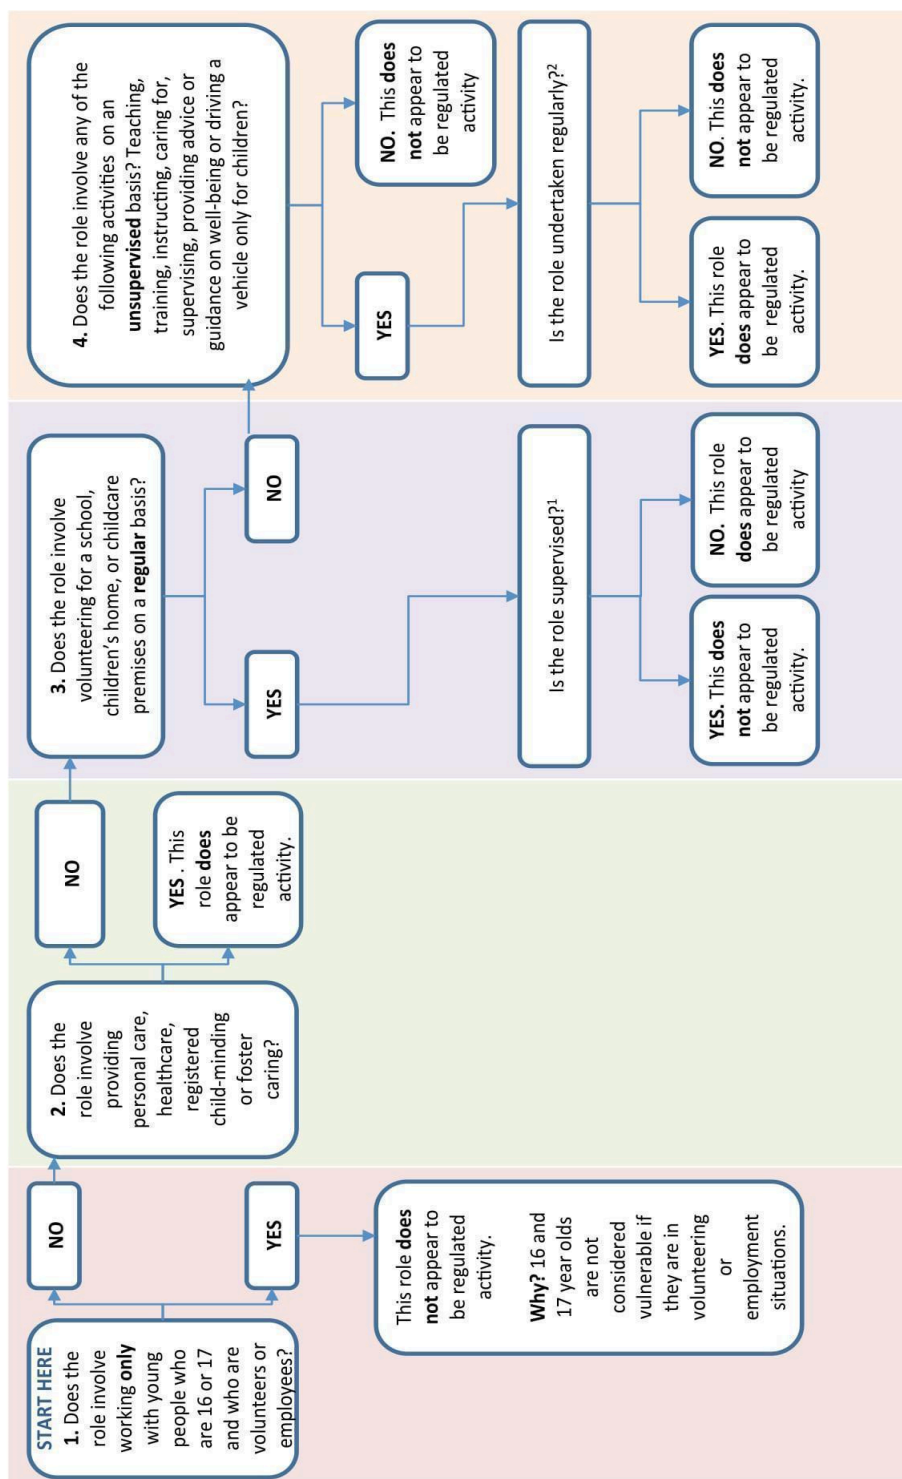 START HERE
1. Does the
role involve
working only
with young
people who
are 16 or 17
and who are
volunteers or
employees?
NO
YES
This role does
not appear to
be regulated
activity.
Why? 16 and
17 year olds
are not
considered
vulnerable if
they are in
volunteering
or
employment
situations.
2. Does the
role involve
providing
personal care,
healthcare,
registered
child-minding
or foster
caring?
NO
YES . This
role does
appear to be
regulated
activity.
3. Does the role involve
volunteering for a school,
children's home, or childcare
premises on a regular basis?
YES
NO
Is the role supervised?1
YES. This does
not appear to
be regulated
activity.
NO. This role
does appear to
be regulated
activity
4. Does the role involve any of the
following activities on an
unsupervised basis? Teaching,
training, instructing, caring for,
supervising, providing advice or
guidance on well-being or driving a
vehicle only for children?
YES
NO. This does
not appear to
be regulated
activity
Is the role undertaken regularly?2
YES. This role
does appear to
be regulated
activity.
NO. This does
not appear to
be regulated
activity.